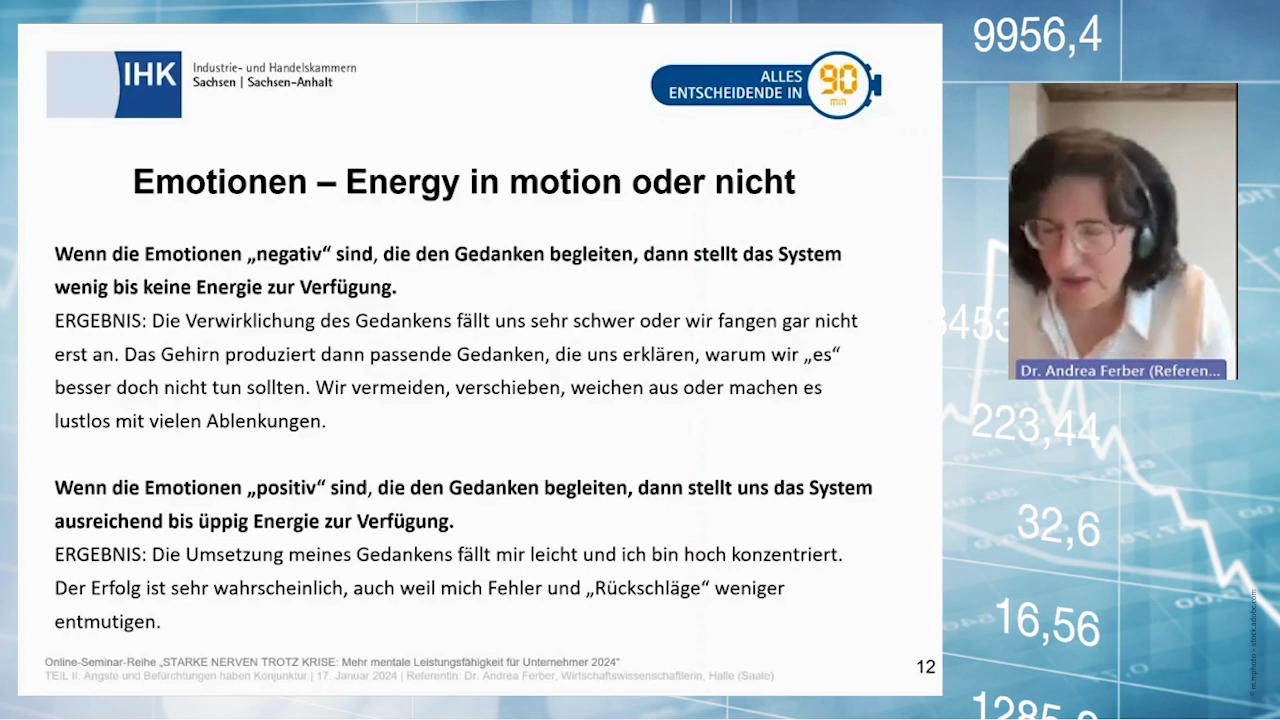 9956,4
IHK
Industrie- und Handelskammern
Sachsen | Sachsen-Anhalt
ALLES
ENTSCHEIDENDE IN
90
min
Emotionen – Energy in motion oder nicht
Wenn die Emotionen „negativ“ sind, die den Gedanken begleiten, dann stellt das System
wenig bis keine Energie zur Verfügung.
ERGEBNIS: Die Verwirklichung des Gedankens fällt uns sehr schwer oder wir fangen gar nicht
erst an. Das Gehirn produziert dann passende Gedanken, die uns erklären, warum wir „es“
besser doch nicht tun sollten. Wir vermeiden, verschieben, weichen aus oder machen es
lustlos mit vielen Ablenkungen.
Wenn die Emotionen „positiv“ sind, die den Gedanken begleiten, dann stellt uns das System
ausreichend bis üppig Energie zur Verfügung.
ERGEBNIS: Die Umsetzung meines Gedankens fällt mir leicht und ich bin hoch konzentriert.
Der Erfolg ist sehr wahrscheinlich, auch weil mich Fehler und „Rückschläge“ weniger
entmutigen.
Online-Seminar-Reihe „STARKE NERVEN TROTZ KRISE: Mehr mentale Leistungsfähigkeit für Unternehmer 2024“
TEIL II: Ängste und Befürchtungen haben Konjunktur | 17. Januar 2024 | Referentin: Dr. Andrea Ferber, Wirtschaftswissenschaftlerin, Halle (Saale)
12
Dr. Andrea Ferber (Referen...
223,44
32,6
16,56
© m.mphoto - stock.adobe.com